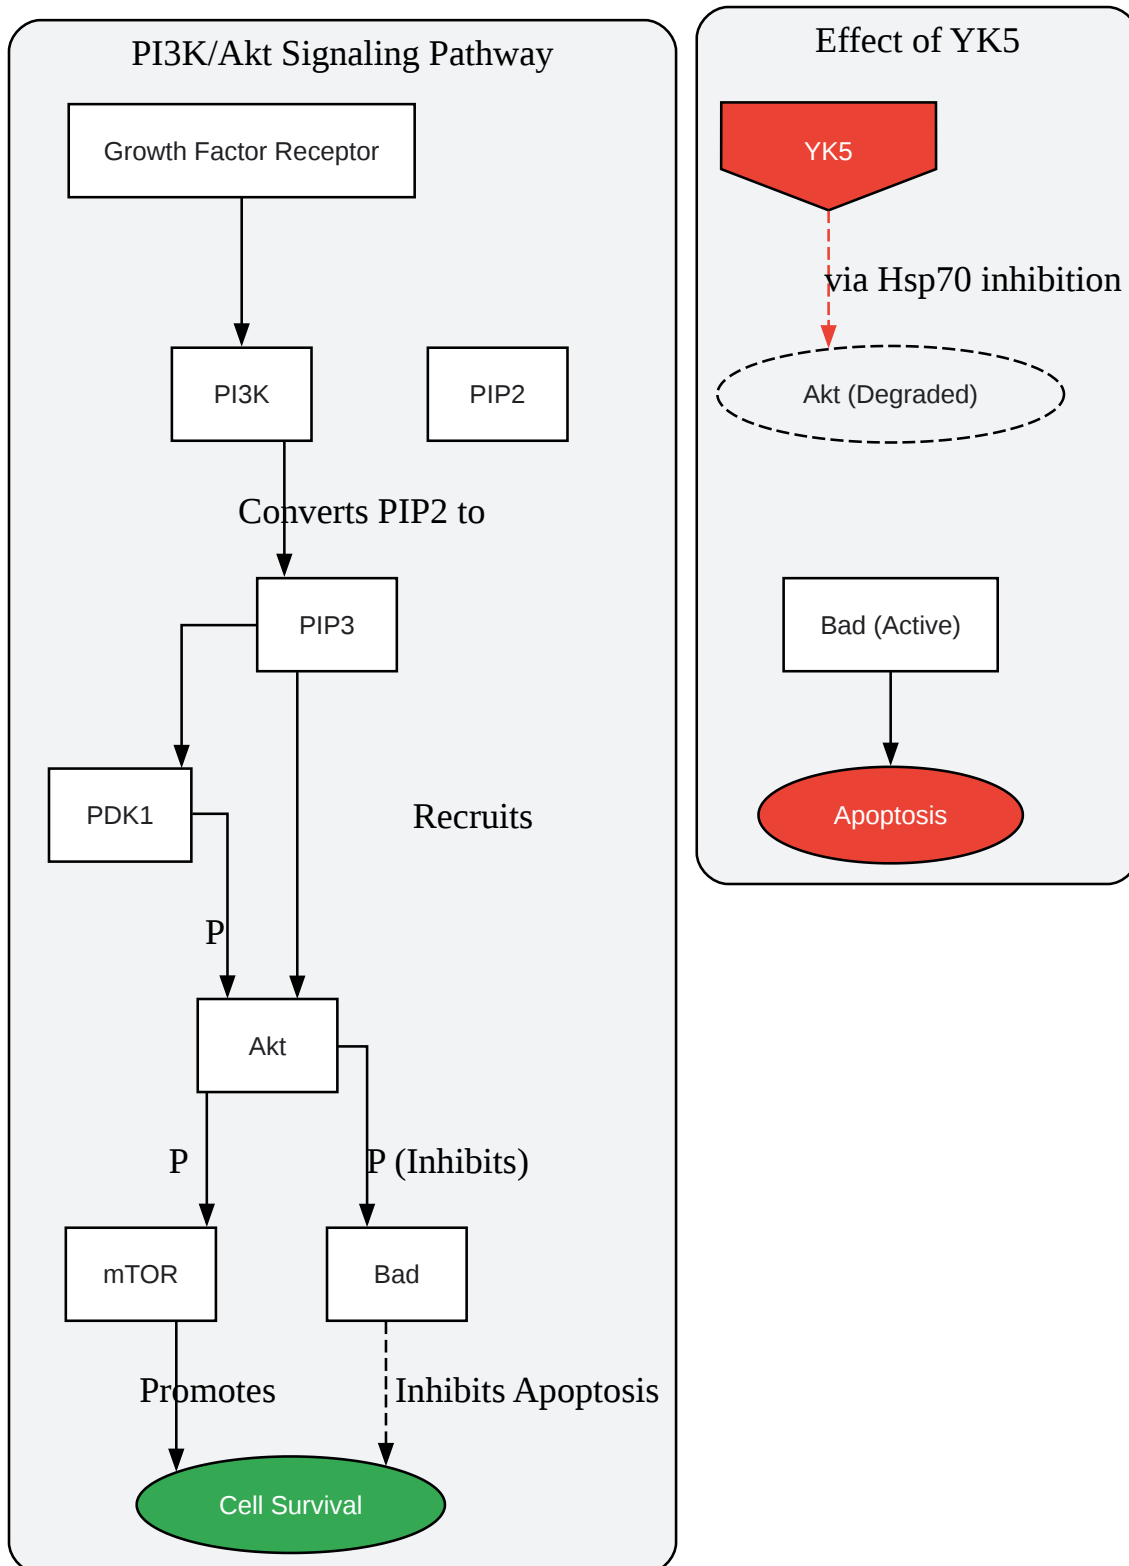 PI3K/Akt Signaling Pathway
Growth Factor Receptor
PI3K
PIP2
Converts PIP2 to
PIP3
PDK1
Recruits
P
Akt
P
P (Inhibits)
mTOR
Bad
Promotes
Inhibits Apoptosis
Cell Survival
Effect of YK5
YK5
via Hsp70 inhibition
Akt (Degraded)
Bad (Active)
Apoptosis